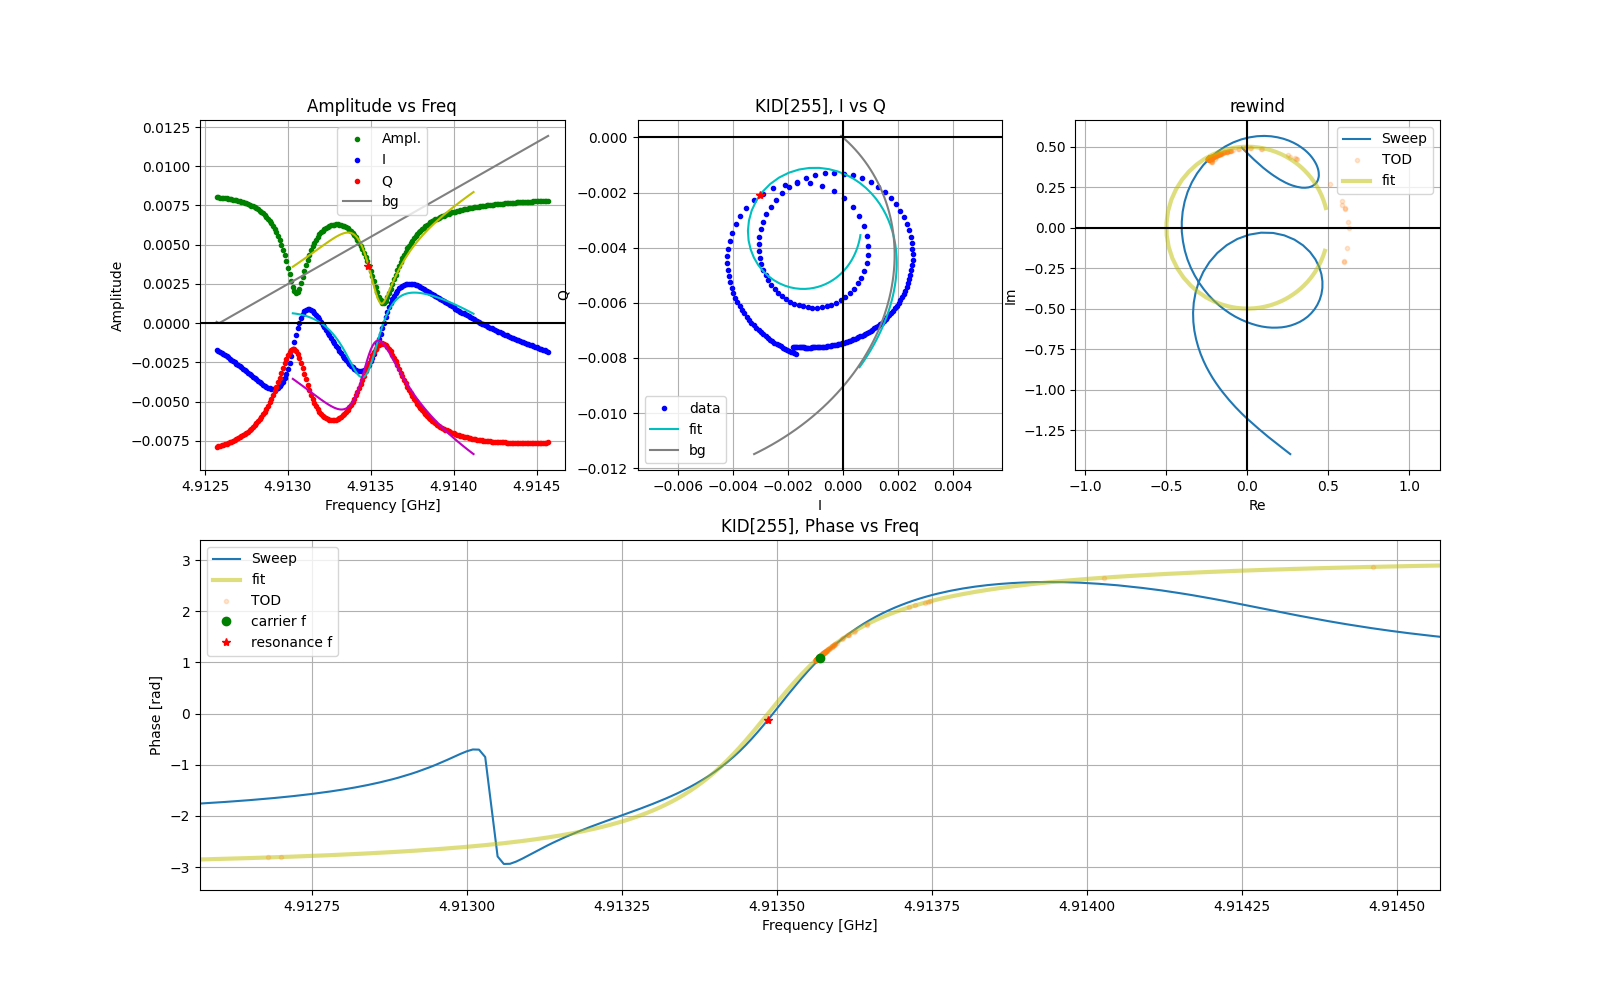 Amplitude vs Freq
KID[255], I vs Q
rewind
Amplitude
0.0125
0.0100
0.0075
0.0050
0.0025
0.0000
−0.0025
−0.0050
−0.0075
Ampl.
I
Q
bg
4.9125
4.9130
4.9135
4.9140
4.9145
Frequency [GHz]
Q
0.000
−0.002
−0.004
−0.006
−0.008
−0.010
−0.012
data
fit
bg
−0.006
−0.004
−0.002
0.000
0.002
0.004
I
Im
0.50
0.25
0.00
−0.25
−0.50
−0.75
−1.00
−1.25
Sweep
TOD
fit
−1.0
−0.5
0.0
0.5
1.0
Re
KID[255], Phase vs Freq
Phase [rad]
3
2
1
0
−1
−2
−3
Sweep
fit
TOD
carrier f
resonance f
4.91275
4.91300
4.91325
4.91350
4.91375
4.91400
4.91425
4.91450
Frequency [GHz]